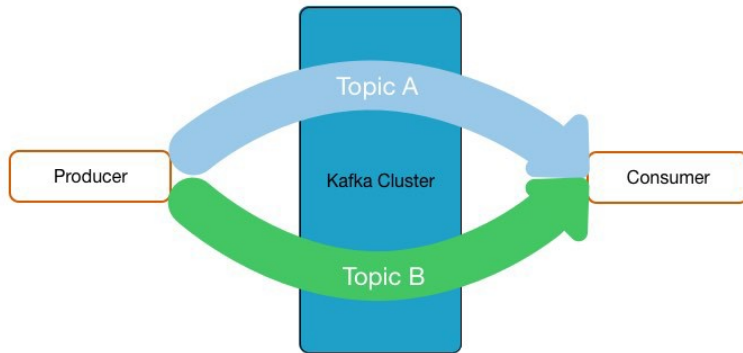 Topic A
Producer
Kafka Cluster
Consumer
Topic B